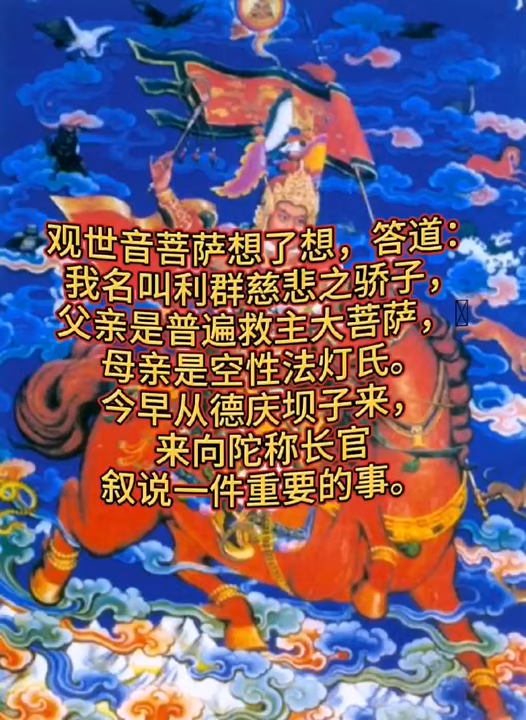 观世音菩萨想了想，答道：
我名叫利群慈悲之骄子，
父亲是普遍救主大菩萨，
母亲是空性法灯氏。
今早从德庆坝子来，
来向陀称长官
叙说一件重要的事。